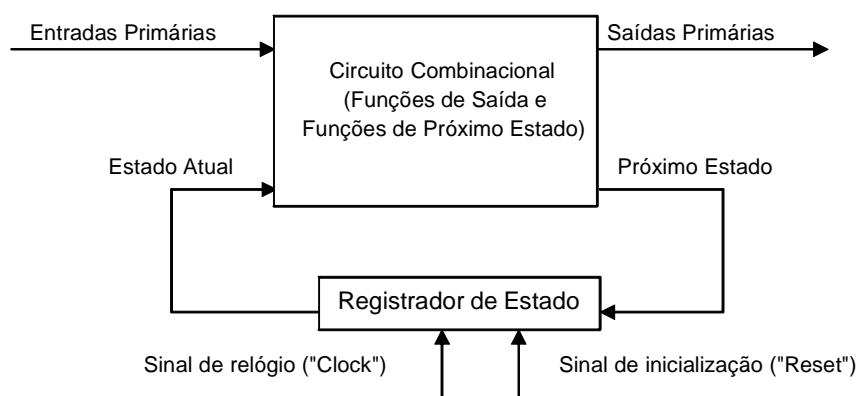 Entradas Primárias
Saídas Primárias
Circuito Combinacional
(Funções de Saída e
Funções de Próximo Estado)
Estado Atual
Próximo Estado
Registrador de Estado
Sinal de relógio ("Clock")
Sinal de inicialização ("Reset")